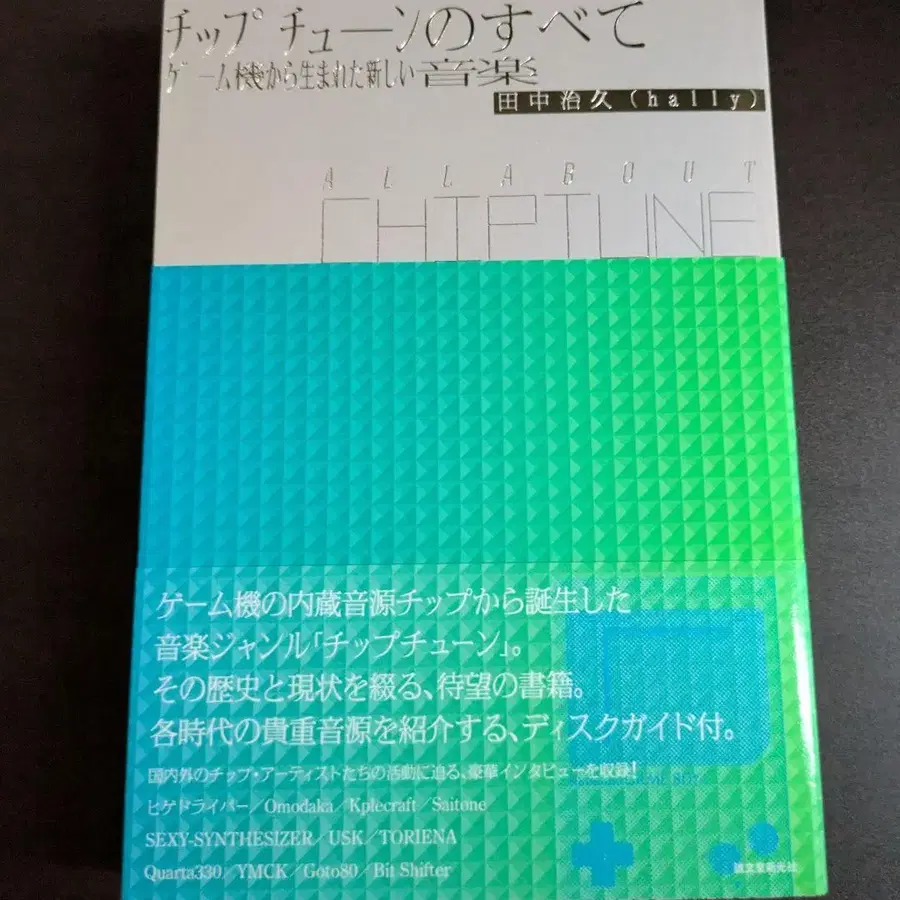 チップチューンのすべて
ゲーム機から生まれた新しい音楽
田中治久(hally)
ALL ABOUT
CHIPTUNE
ゲーム機の内蔵音源チップから誕生した
音楽ジャンル「チップチューン」。
その歴史と現状を綴る、待望の書籍。
各時代の貴重音源を紹介する、ディスクガイド付。
国内外のチップ・アーティストたちの活動に迫る、豪華インタビューを収録!
ヒゲドライバー/Omodaka/Kplecraft/Saitone
SEXY-SYNTHESIZER/USK/TORIENA
Quarta330/YMCK/Goto80/Bit Shifter
誠文堂新光社